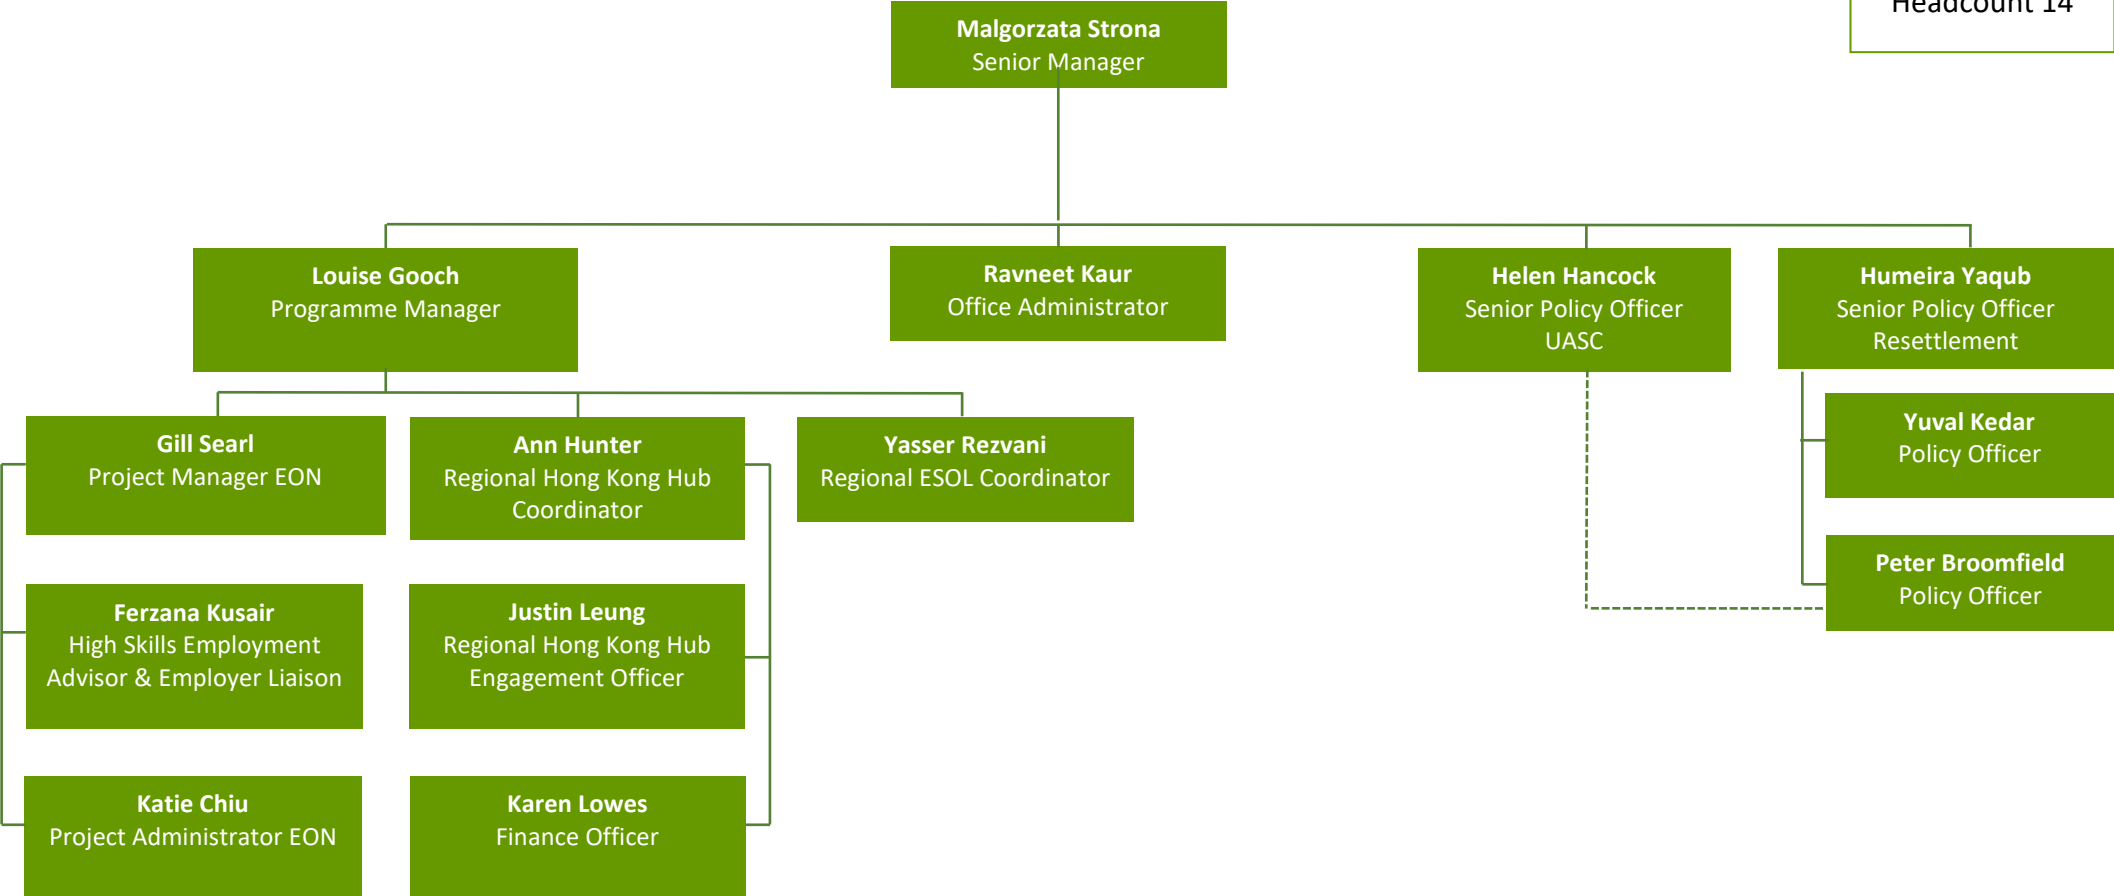 Headcount 14
Malgorzata Strona
Senior Manager
Louise Gooch
Programme Manager
Ravneet Kaur
Office Administrator
Helen Hancock
Senior Policy Officer
UASC
Humeira Yaqub
Senior Policy Officer
Resettlement
Gill Searl
Project Manager EON
Ann Hunter
Regional Hong Kong Hub
Coordinator
Yasser Rezvani
Regional ESOL Coordinator
Yuval Kedar
Policy Officer
Peter Broomfield
Policy Officer
Ferzana Kusair
High Skills Employment
Advisor & Employer Liaison
Justin Leung
Regional Hong Kong Hub
Engagement Officer
Katie Chiu
Project Administrator EON
Karen Lowes
Finance Officer